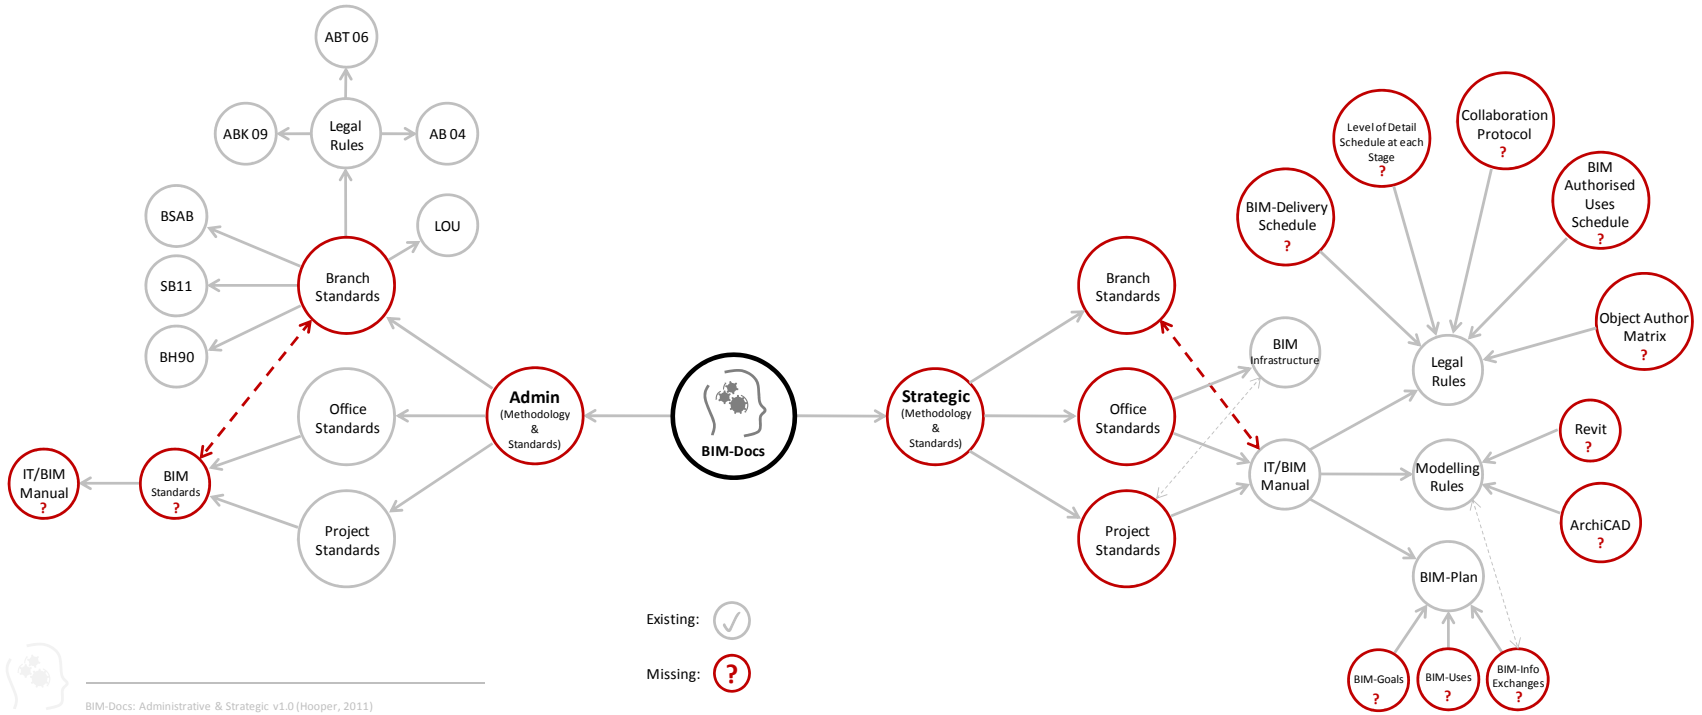 ABT 06
ABK 09
Legal
Rules
AB 04
BSAB
LOU
SB11
Branch
Standards
BH90
Office
Standards
Admin
(Methodology
&
Standards)
IT/BIM
Manual
?
BIM
Standards
?
Project
Standards
BIM-Docs
Strategic
(Methodology
&
Standards)
Branch
Standards
Office
Standards
Project
Standards
BIM
Infrastructure
IT/BIM
Manual
BIM-Delivery
Schedule
?
Level of Detail
Schedule at each
Stage
?
Collaboration
Protocol
?
BIM
Authorised
Uses
Schedule
?
Object Author
Matrix
?
Legal
Rules
Modelling
Rules
Revit
?
ArchiCAD
?
BIM-Plan
BIM-Goals
?
BIM-Uses
?
BIM-Info
Exchanges
?
Existing:
Missing: ?
BIM-Docs: Administrative & Strategic v1.0 (Hooper, 2011)